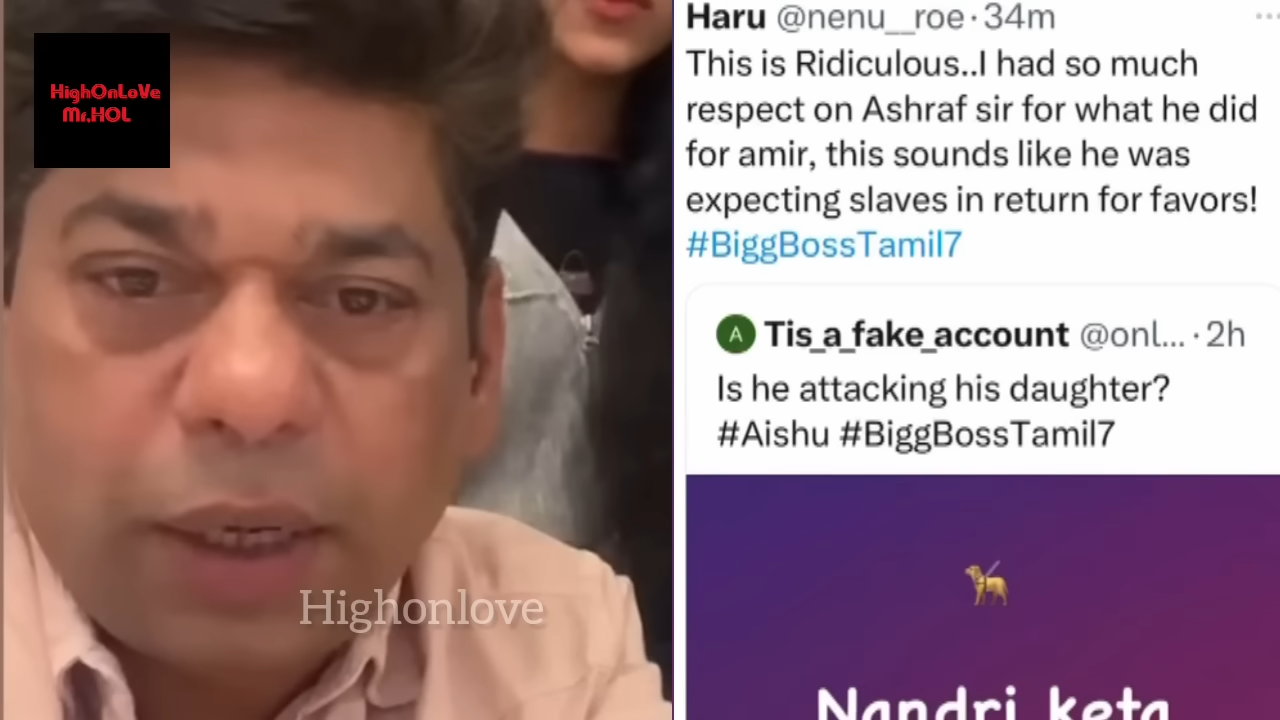 HighOnLoVe
Mr.HOL
Highonlove
Haru @nenu__roe · 34m
This is Ridiculous..I had so much
respect on Ashraf sir for what he did
for amir, this sounds like he was
expecting slaves in return for favors!
#BiggBossTamil7
A Tis_a_fake_account @onl... · 2h
Is he attacking his daughter?
#Aishu #BiggBossTamil7
Nandri keta